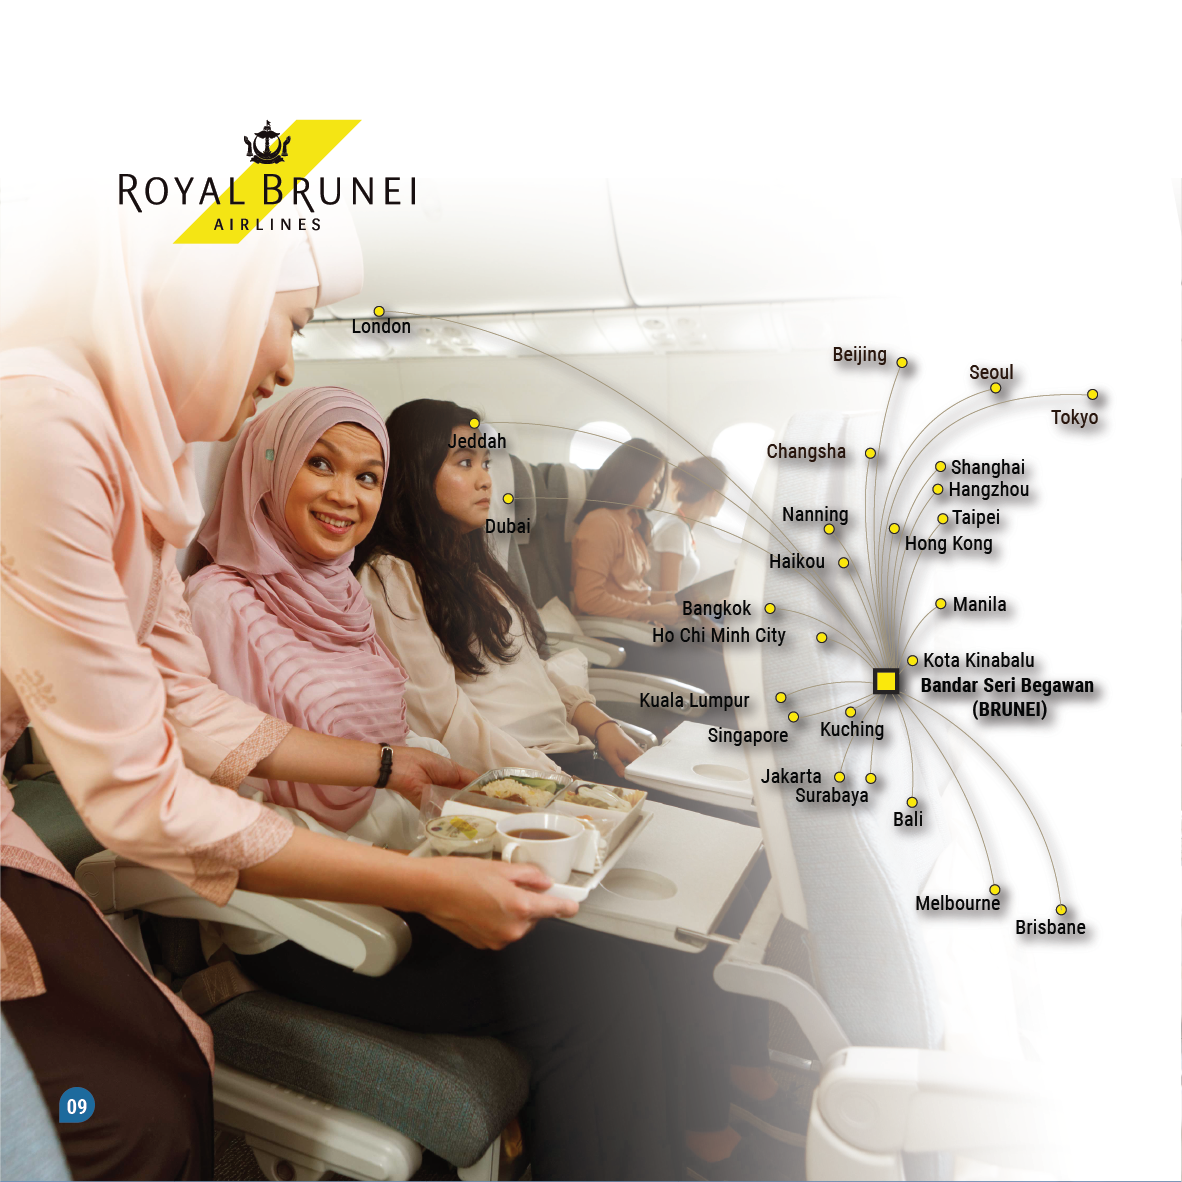 ROYAL BRUNEI
AIRLINES
London
Beijing
Seoul
Tokyo
Jeddah
Changsha
Shanghai
Hangzhou
Dubai
Nanning
Taipei
Hong Kong
Haikou
Bangkok
Manila
Ho Chi Minh City
Kota Kinabalu
Bandar Seri Begawan
(BRUNEI)
Kuala Lumpur
Singapore
Kuching
Jakarta
Surabaya
Bali
Melbourne
Brisbane
09